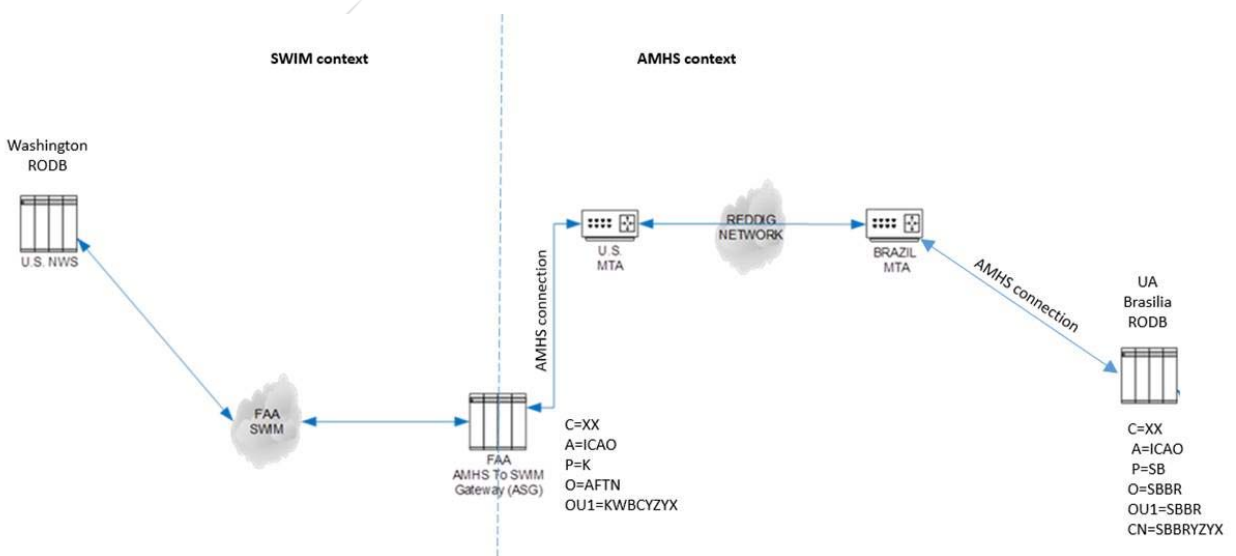 SWIM context
AMHS context
Washington
RODB
U.S. NWS
FAA
SWIM
FAA
AMHS To SWIM
Gateway (ASG)
C=XX
A=ICAO
P=K
O=AFTN
OU1=KWBCYZYX
AMHS connection
U.S.
MTA
REDDIG
NETWORK
BRAZIL
MTA
AMHS connection
UA
Brasilia
RODB
C=XX
A=ICAO
P=SB
O=SBBR
OU1=SBBR
CN=SBBRYZYX